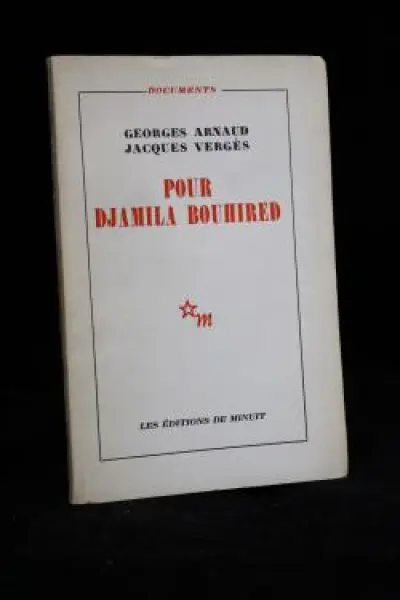 DOCUMENTS
GEORGES ARNAUD
JACQUES VERGÈS
POUR
DJAMILA BOUHIRED
m
LES ÉDITIONS DE MINUIT